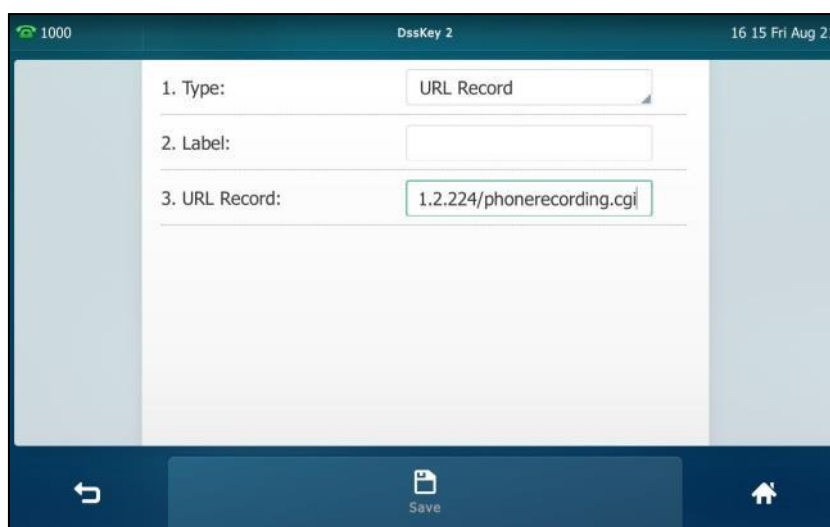 1000 DssKey 2 16 15 Fri Aug 2
1. Type: URL Record
2. Label:
3. URL Record: 1.2.224/phonerecording.cgi
Save